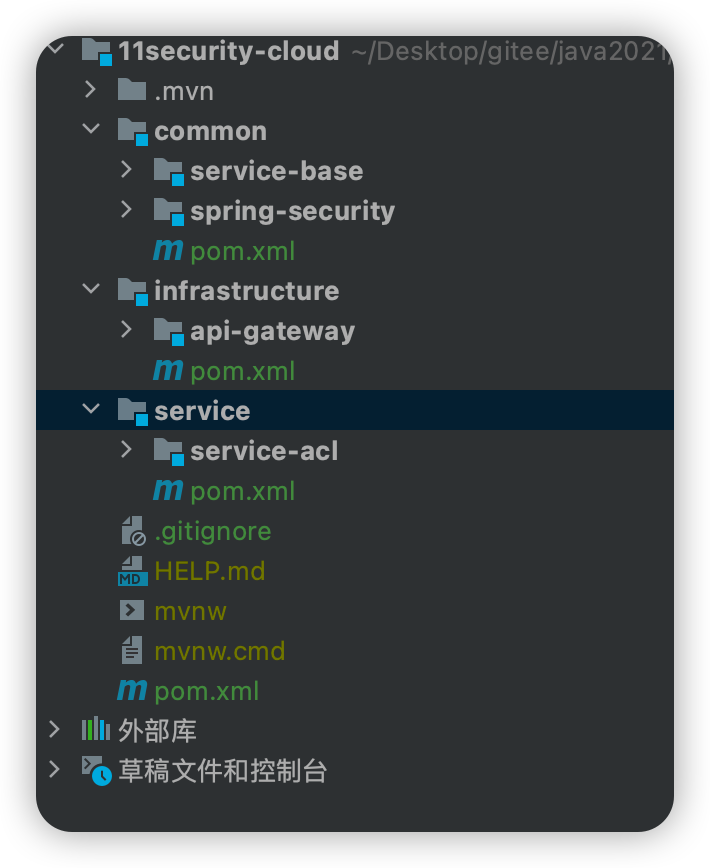 11security-cloud ~/Desktop/gitee/java2021/
.mvn
common
service-base
spring-security
m pom.xml
infrastructure
api-gateway
m pom.xml
service
service-acl
m pom.xml
.gitignore
MD HELP.md
mvnw
mvnw.cmd
m pom.xml
外部库
草稿文件和控制台